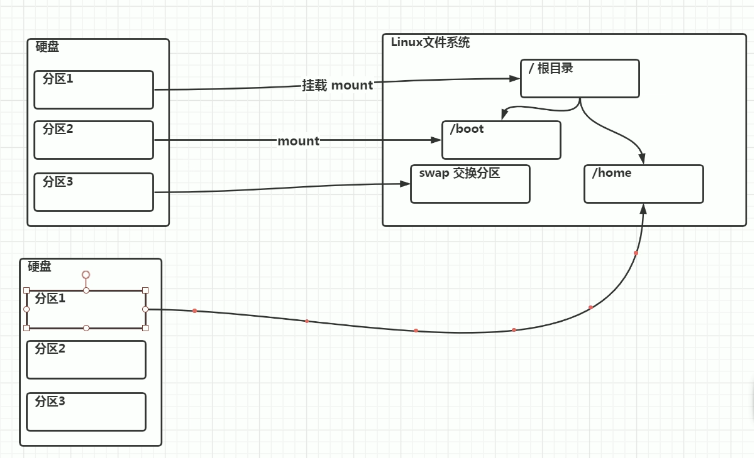 硬盘
分区1
分区2
分区3
挂载 mount
mount
Linux文件系统
/ 根目录
/boot
swap 交换分区
/home
硬盘
分区1
分区2
分区3